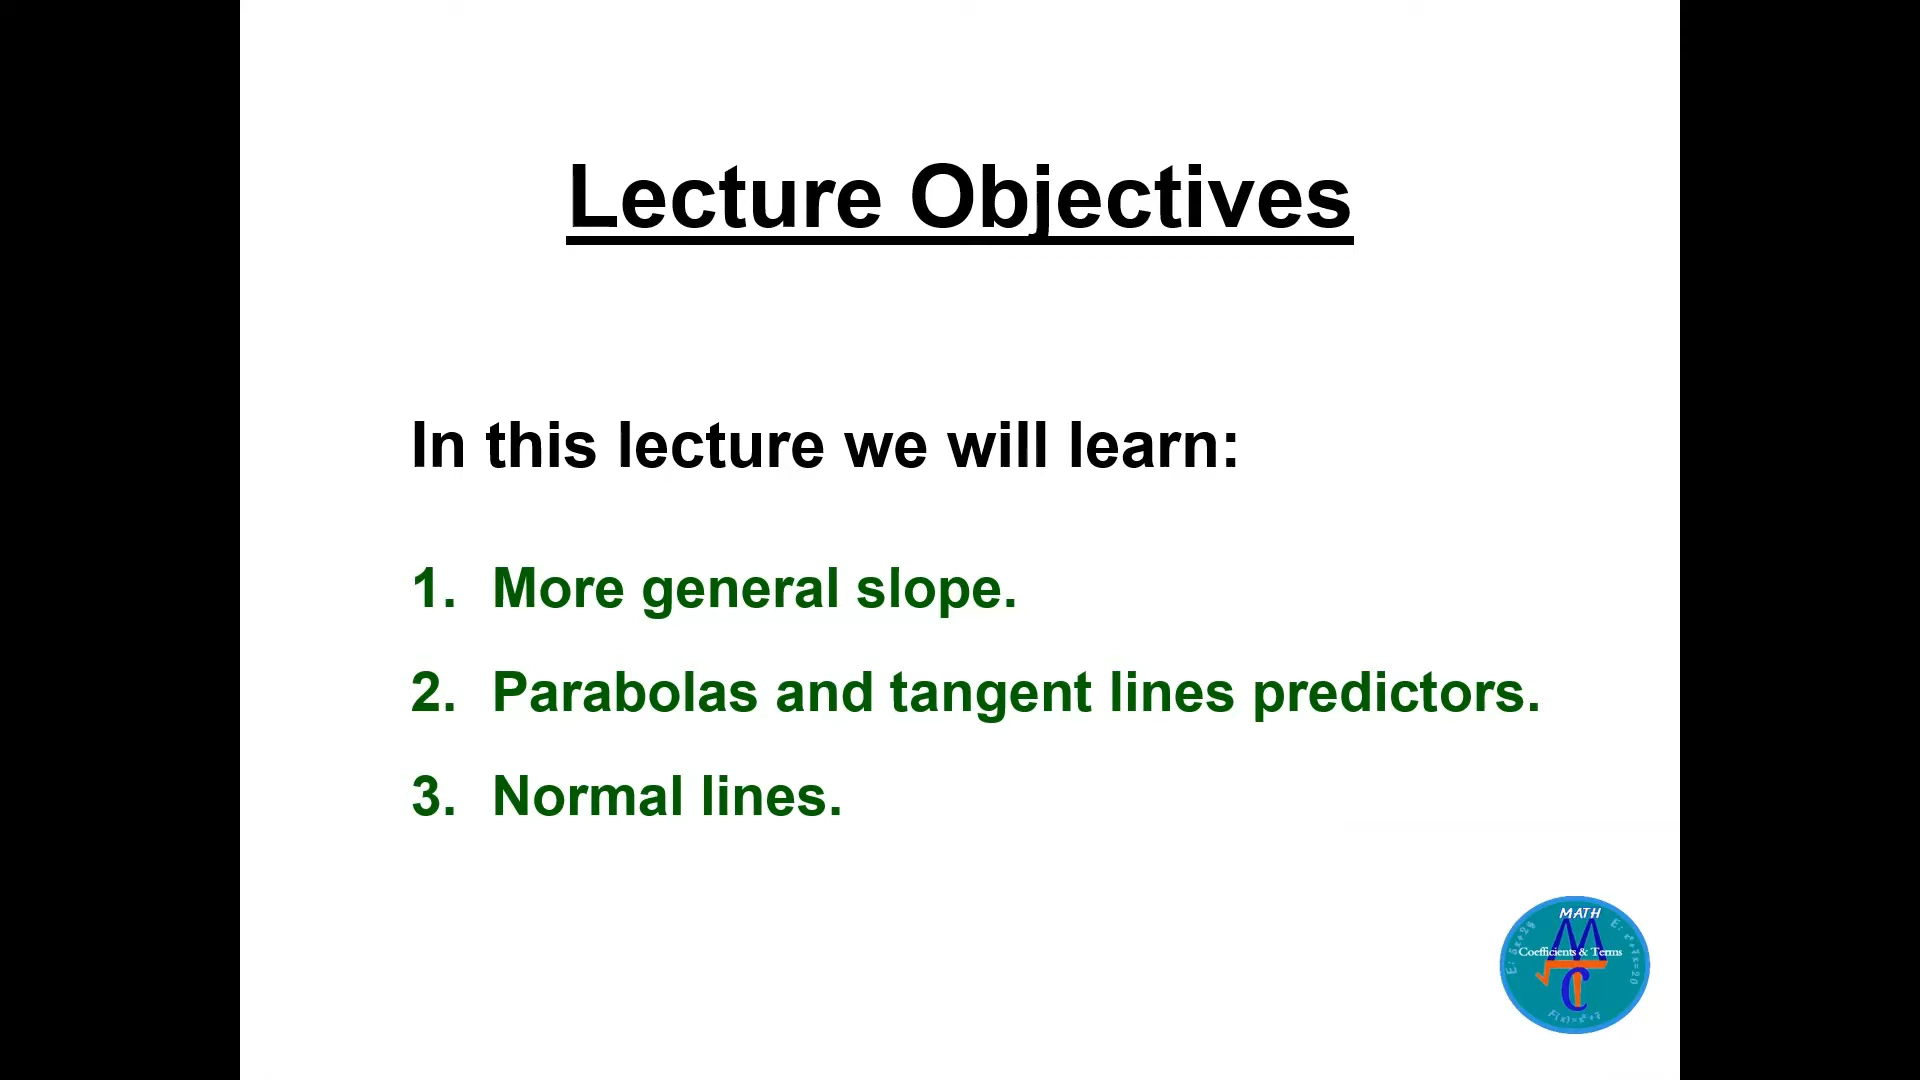 Lecture Objectives
In this lecture we will learn:
1. More general slope.
2. Parabolas and tangent lines predictors.
3. Normal lines.
MATH
Coefficients & Terms